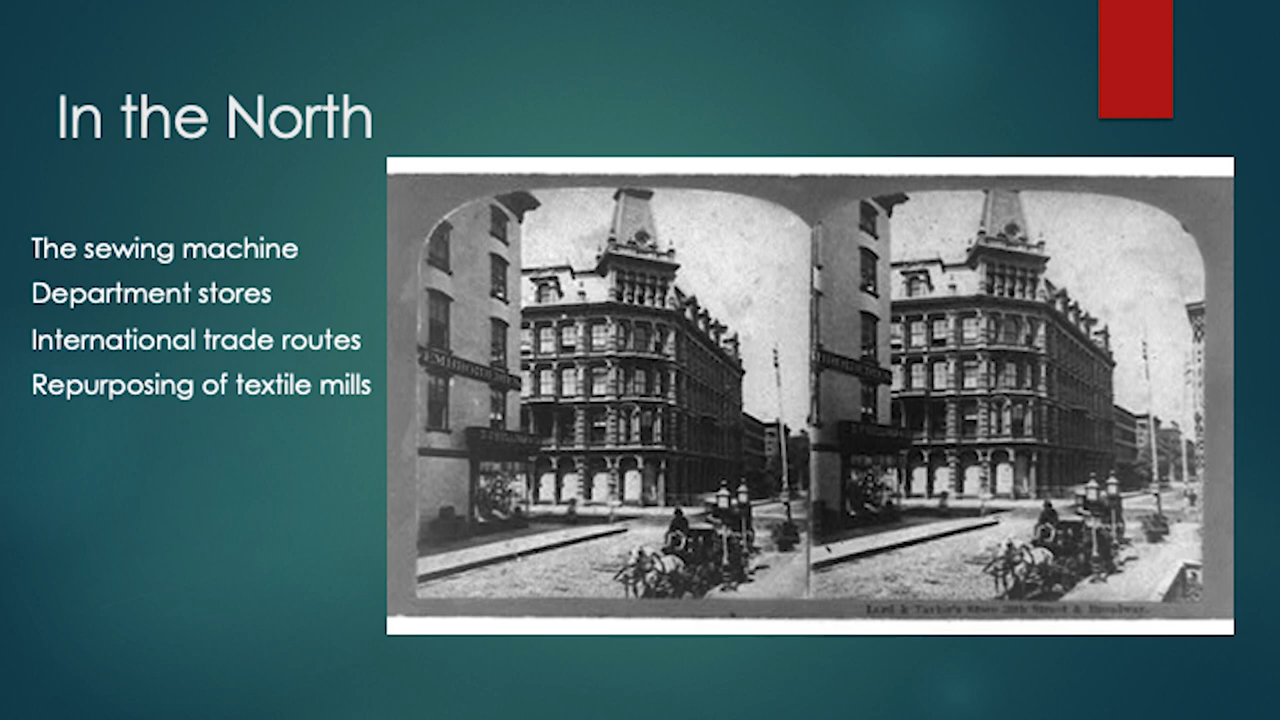 In the North
The sewing machine
Department stores
International trade routes
Repurposing of textile mills
Lord & Taylor's Store 20th Street & Broadway.